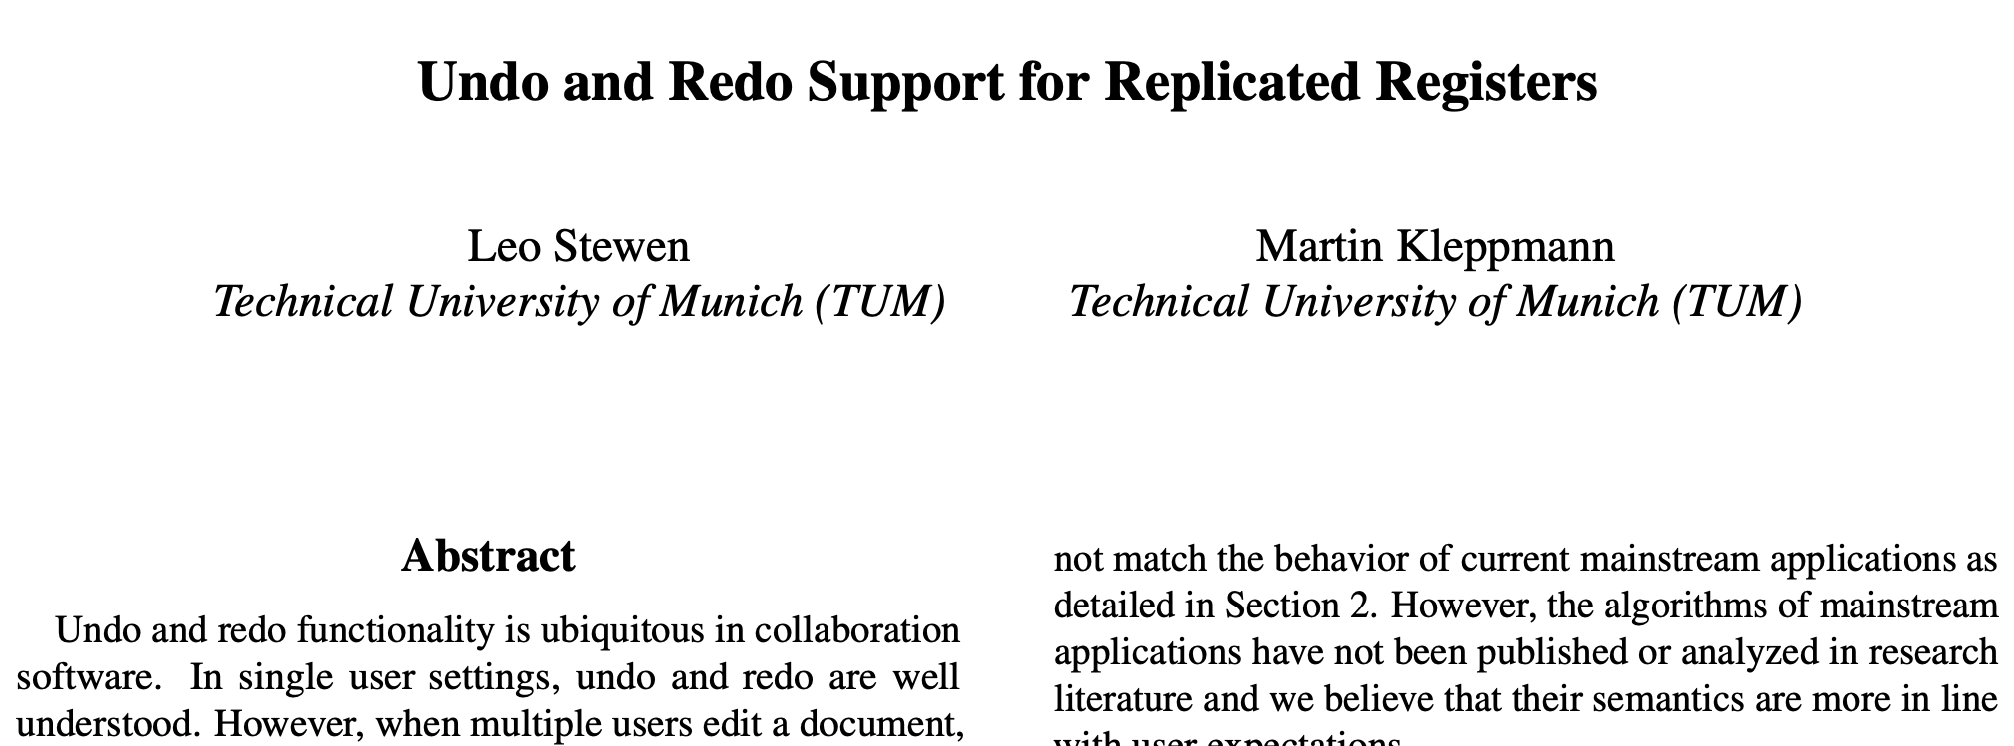 Undo and Redo Support for Replicated Registers
Leo Stewen
Technical University of Munich (TUM)
Martin Kleppmann
Technical University of Munich (TUM)
Abstract
Undo and redo functionality is ubiquitous in collaboration
software. In single user settings, undo and redo are well
understood. However, when multiple users edit a document,
not match the behavior of current mainstream applications as
detailed in Section 2. However, the algorithms of mainstream
applications have not been published or analyzed in research
literature and we believe that their semantics are more in line
with user expectations.